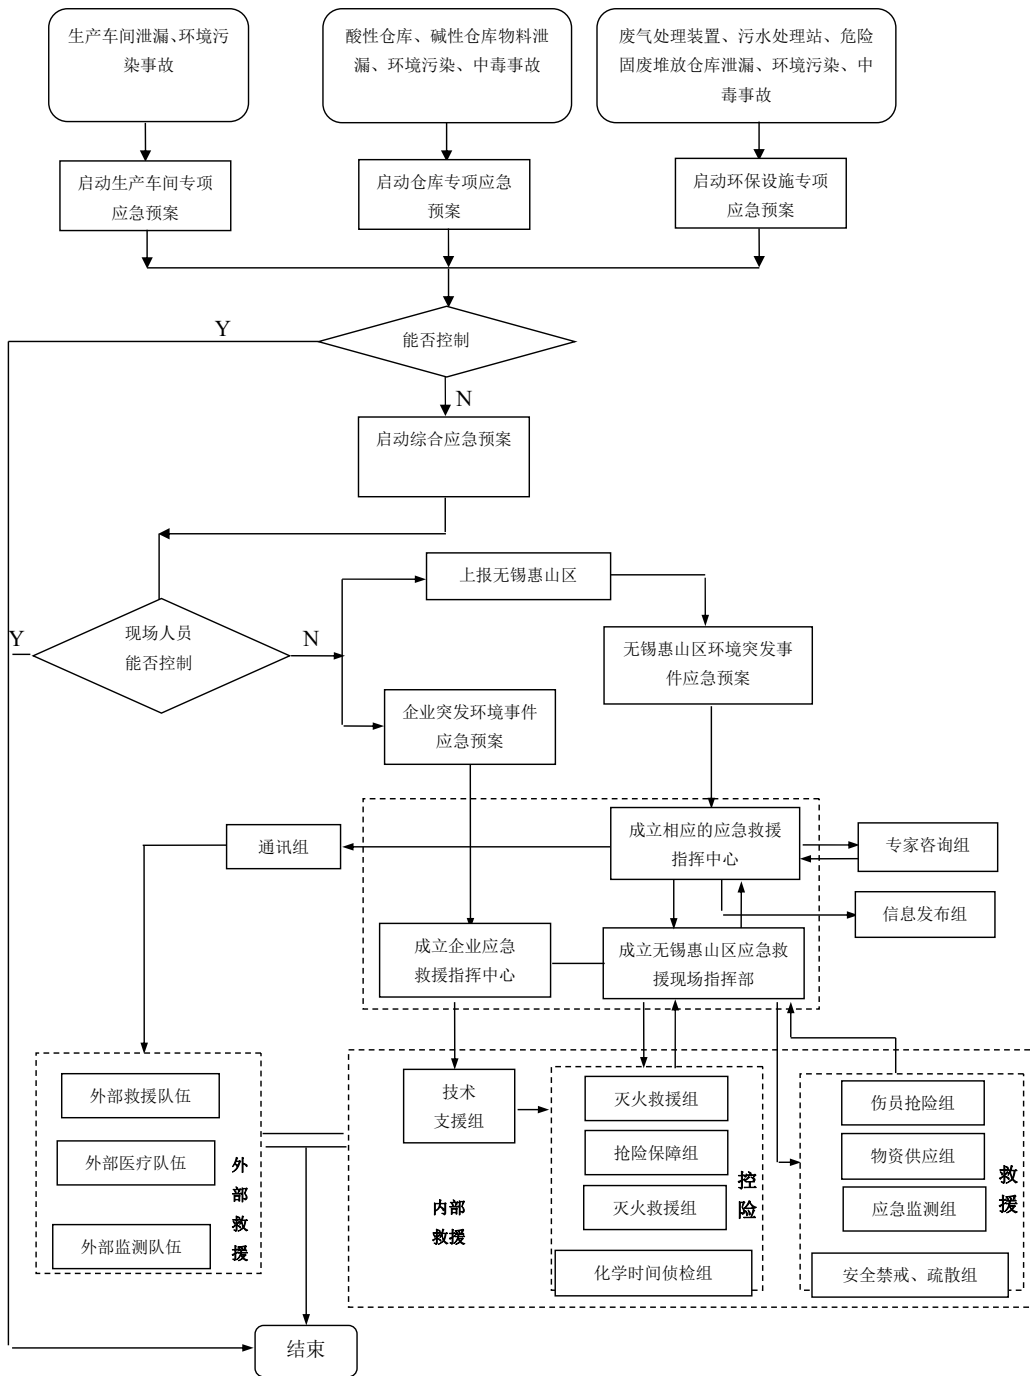 生产车间泄漏、环境污
染事故
酸性仓库、碱性仓库物料泄
漏、环境污染、中毒事故
废气处理装置、污水处理站、危险
固废堆放仓库泄漏、环境污染、中
毒事故
启动生产车间专项
应急预案
启动仓库专项应急
预案
启动环保设施专项
应急预案
Y
能否控制
N
启动综合应急预案
上报无锡惠山区
Y
现场人员
能否控制
N
无锡惠山区环境突发事
件应急预案
企业突发环境事件
应急预案
通讯组
成立相应的应急救援
指挥中心
专家咨询组
信息发布组
成立企业应急
救援指挥中心
成立无锡惠山区应急救
援现场指挥部
外部救援队伍
外部医疗队伍
外部监测队伍
外
部
救
援
技术
支援组
内部
救援
灭火救援组
抢险保障组
灭火救援组
化学时间侦检组
控
险
伤员抢险组
物资供应组
应急监测组
安全禁戒、疏散组
救
援
结束